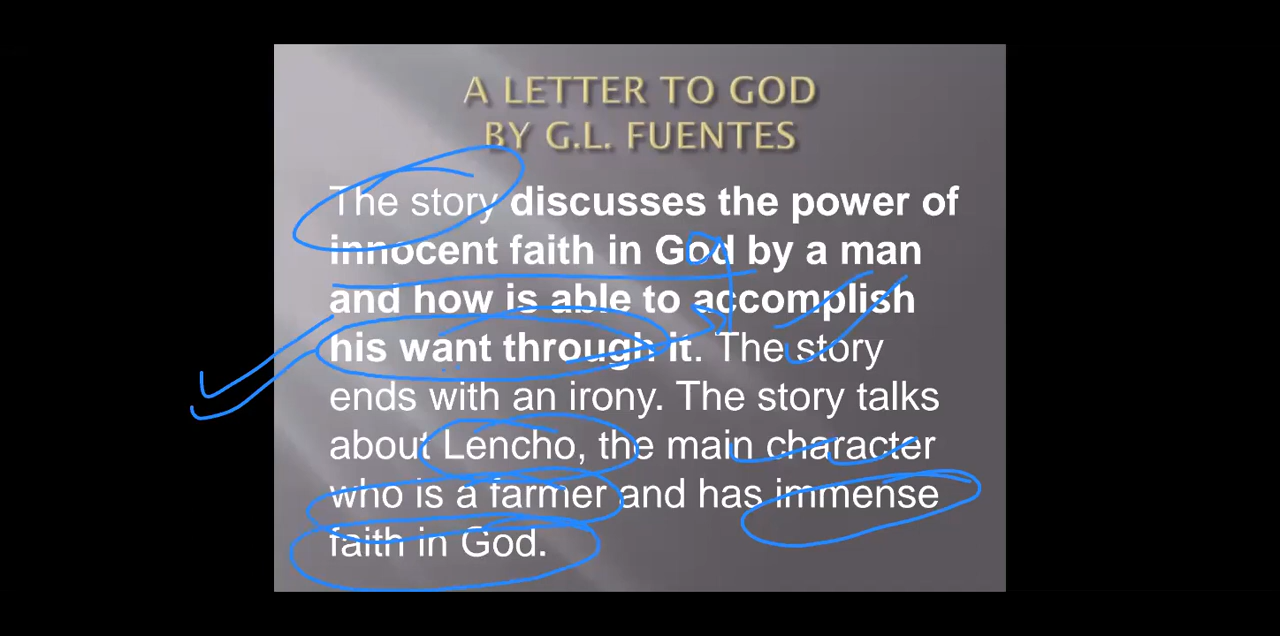 A LETTER TO GOD
BY G.L. FUENTES
The story discusses the power of
innocent faith in God by a man
and how is able to accomplish
his want through it. The story
ends with an irony. The story talks
about Lencho, the main character
who is a farmer and has immense
faith in God.